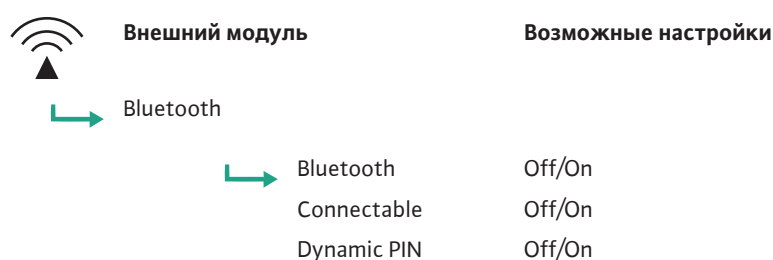 Внешний модуль Возможные настройки
Bluetooth
Bluetooth Off/On
Connectable Off/On
Dynamic PIN Off/On